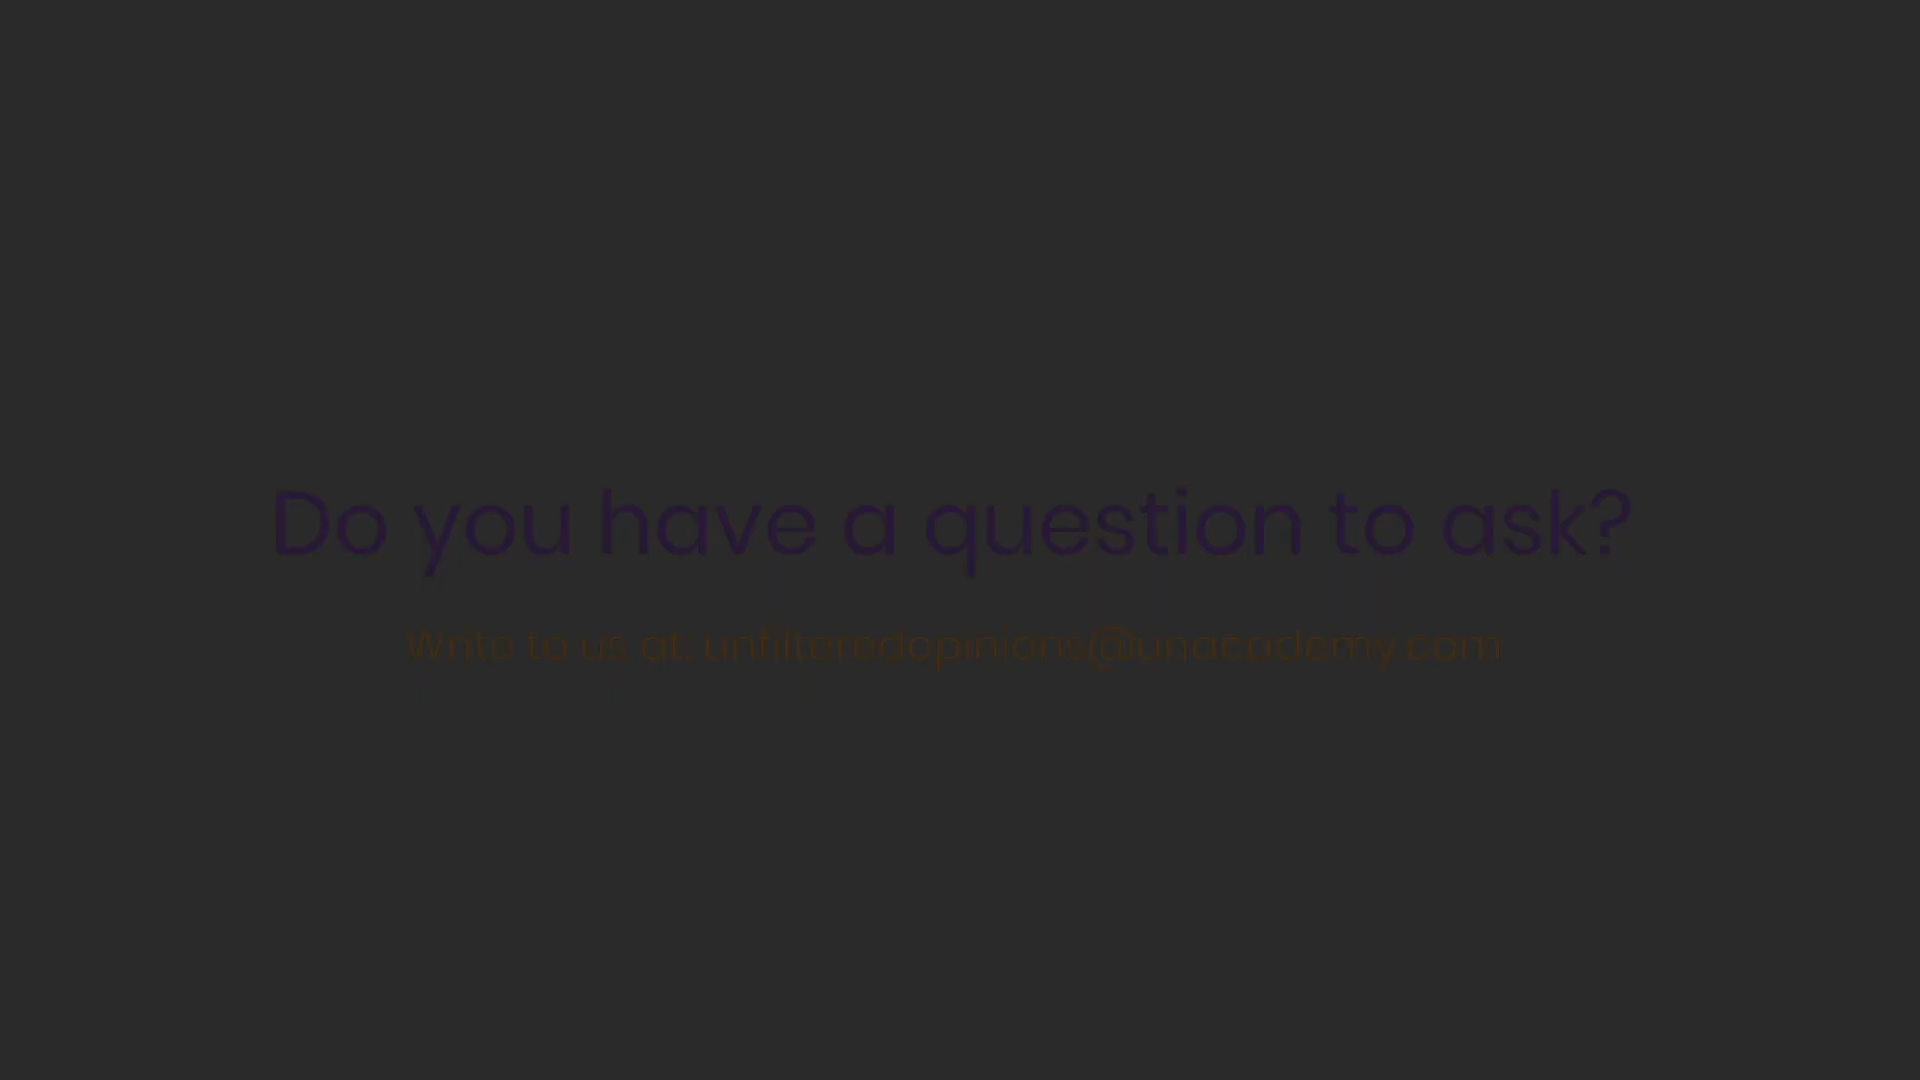 Do you have a question to ask?
Write to us at: unfilteredopinions@unacademy.com